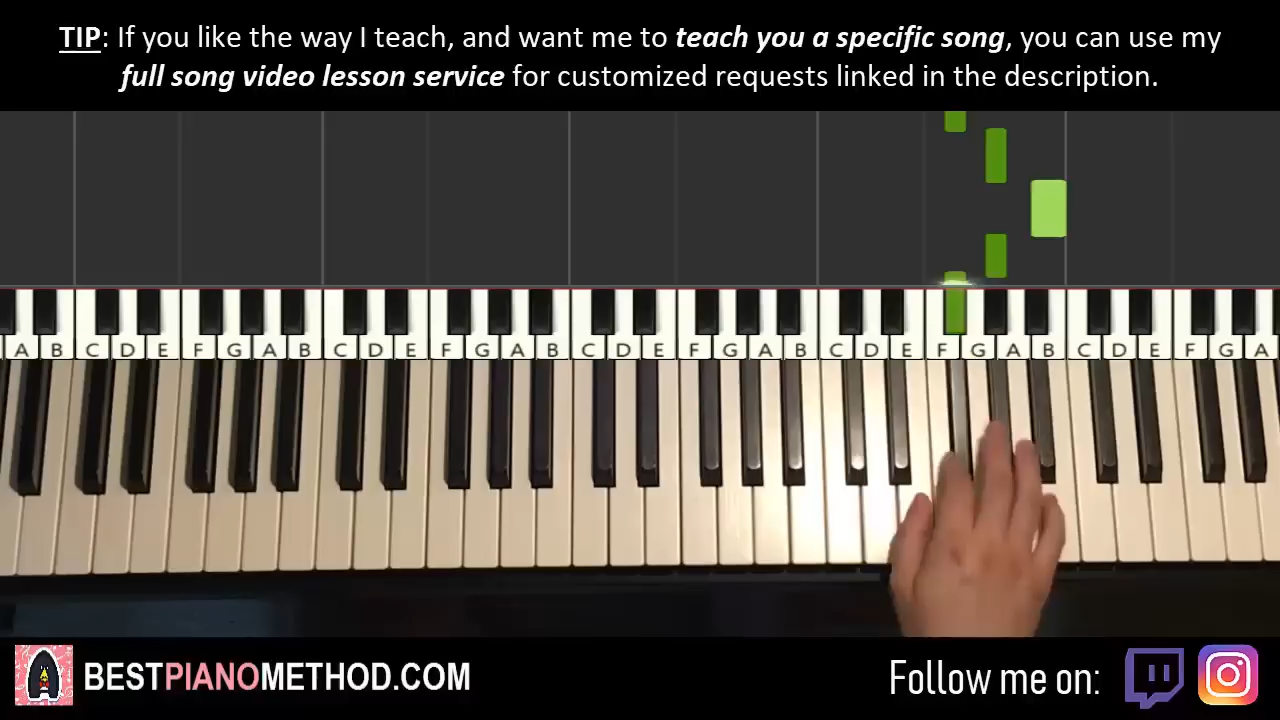 TIP: If you like the way I teach, and want me to teach you a specific song, you can use my
full song video lesson service for customized requests linked in the description.
A B C D E F G A B C D E F G A B C D E F G A B C D E F G A B C D E F G A
BESTPIANOMETHOD.COM
Follow me on: